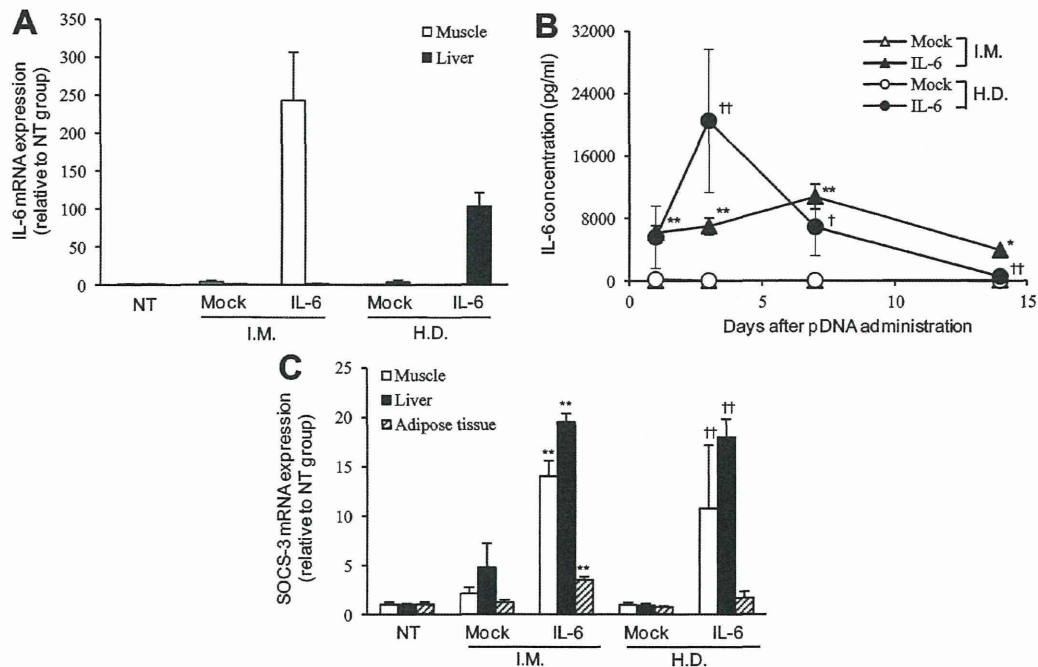 A
IL-6 mRNA expression
(relative to NT group)
350
300
250
200
150
100
50
0
Muscle
Liver
NT
Mock
IL-6
Mock
IL-6
I.M.
H.D.
B
IL-6 concentration (pg/ml)
32000
24000
16000
8000
0
0
5
10
15
Days after pDNA administration
Mock
IL-6
I.M.
Mock
IL-6
H.D.
**
††
**
**
†
*
††
C
SOCS-3 mRNA expression
(relative to NT group)
25
20
15
10
5
0
Muscle
Liver
Adipose tissue
**
**
**
††
††
NT
Mock
IL-6
Mock
IL-6
I.M.
H.D.